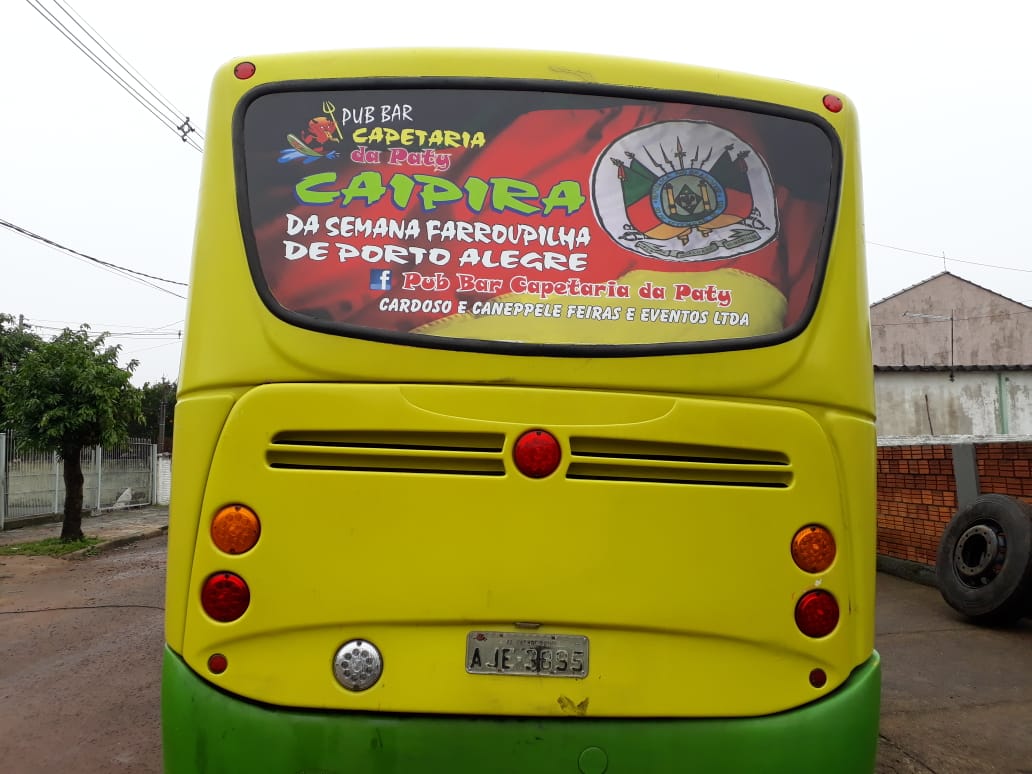 PUB BAR
CAPETARIA
da Paty
CAIPIRA
DA SEMANA FARROUPILHA
DE PORTO ALEGRE
f Pub Bar Capetaria da Paty
CARDOSO E CANEPPELE FEIRAS E EVENTOS LTDA
AJE-3895